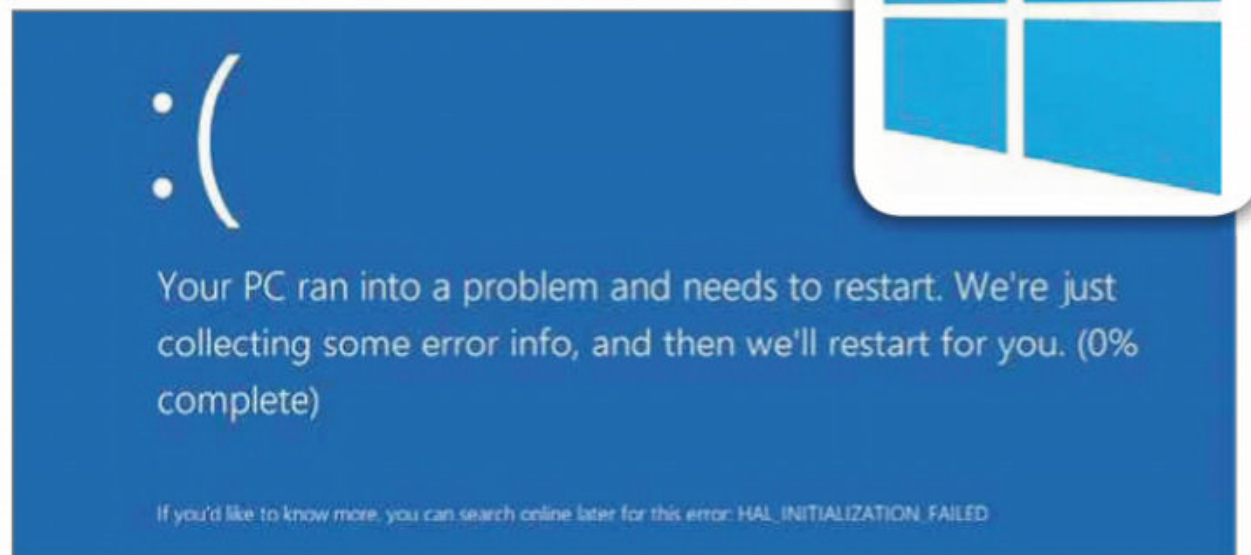 :(
Your PC ran into a problem and needs to restart. We're just
collecting some error info, and then we'll restart for you. (0%
complete)
If you'd like to know more, you can search online later for this error: HAL_INITIALIZATION_FAILED